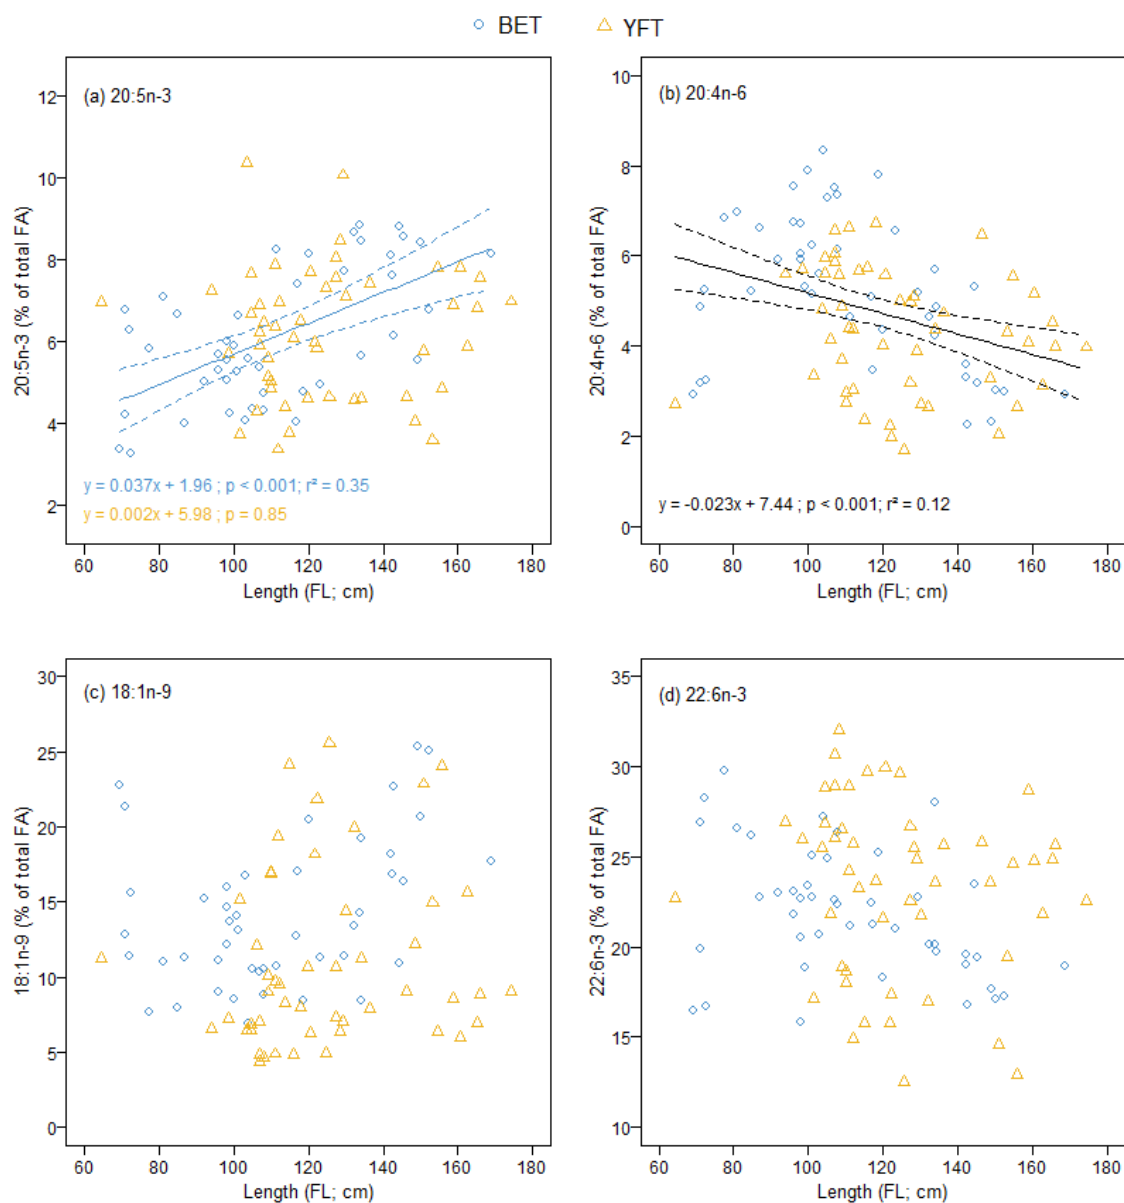 BET YFT
(a) 20:5n-3
20:5n-3 (% of total FA)
12
10
8
6
4
2
y = 0.037x + 1.96 ; p < 0.001; r² = 0.35
y = 0.002x + 5.98 ; p = 0.85
60 80 100 120 140 160 180
Length (FL; cm)
(b) 20:4n-6
20:4n-6 (% of total FA)
10
8
6
4
2
0
y = -0.023x + 7.44 ; p < 0.001; r² = 0.12
60 80 100 120 140 160 180
Length (FL; cm)
(c) 18:1n-9
18:1n-9 (% of total FA)
30
25
20
15
10
5
0
60 80 100 120 140 160 180
Length (FL; cm)
(d) 22:6n-3
22:6n-3 (% of total FA)
35
30
25
20
15
10
60 80 100 120 140 160 180
Length (FL; cm)